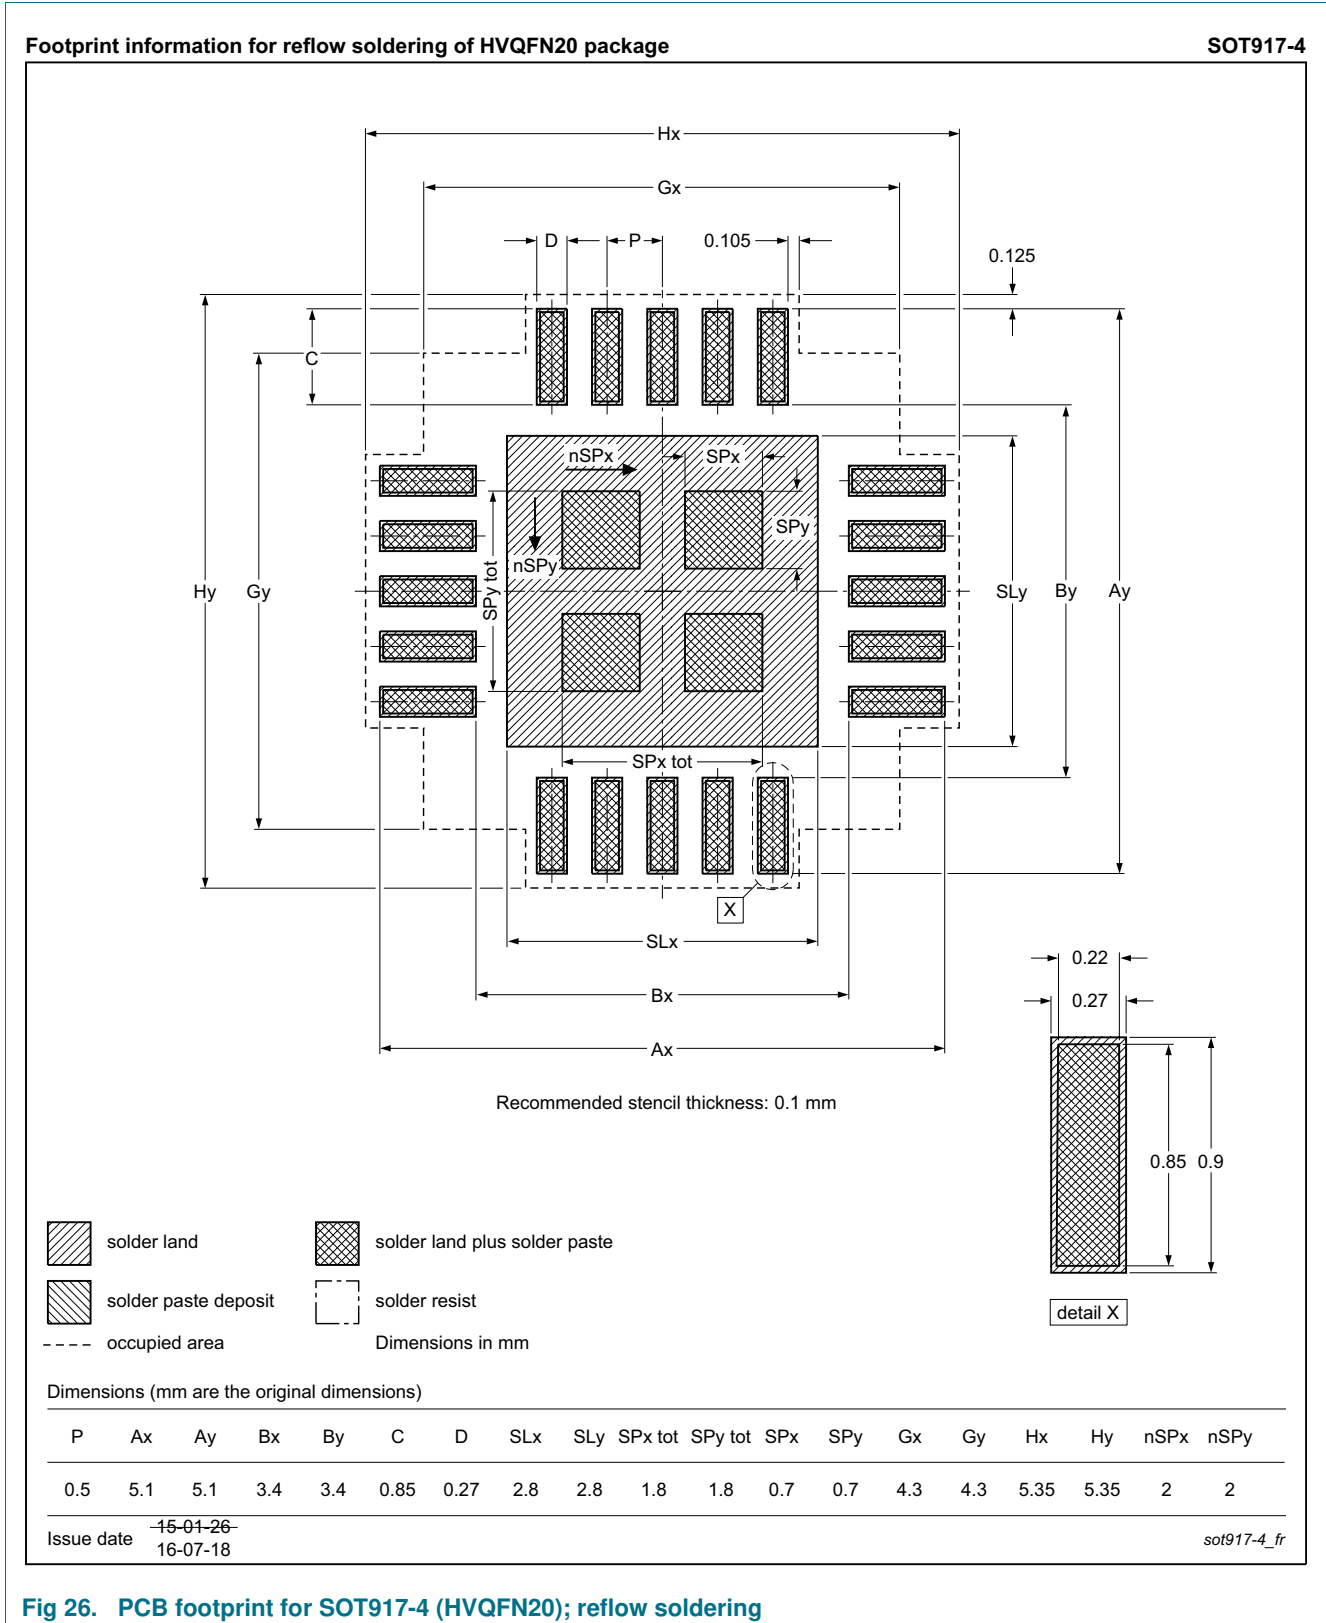 Footprint information for reflow soldering of HVQFN20 package SOT917-4
Hx
Gx
D P 0.105
0.125
C
nSPx SPx
SPy
nSPy
SPy tot
Hy Gy SLy By Ay
SPx tot
X
SLx
Bx
Ax
0.22
0.27
0.85 0.9
detail X
Recommended stencil thickness: 0.1 mm
solder land solder land plus solder paste
solder paste deposit solder resist
occupied area Dimensions in mm
Dimensions (mm are the original dimensions)
P Ax Ay Bx By C D SLx SLy SPx tot SPy tot SPx SPy Gx Gy Hx Hy nSPx nSPy
0.5 5.1 5.1 3.4 3.4 0.85 0.27 2.8 2.8 1.8 1.8 0.7 0.7 4.3 4.3 5.35 5.35 2 2
Issue date 15-01-26
16-07-18
sot917-4_fr
Fig 26. PCB footprint for SOT917-4 (HVQFN20); reflow soldering